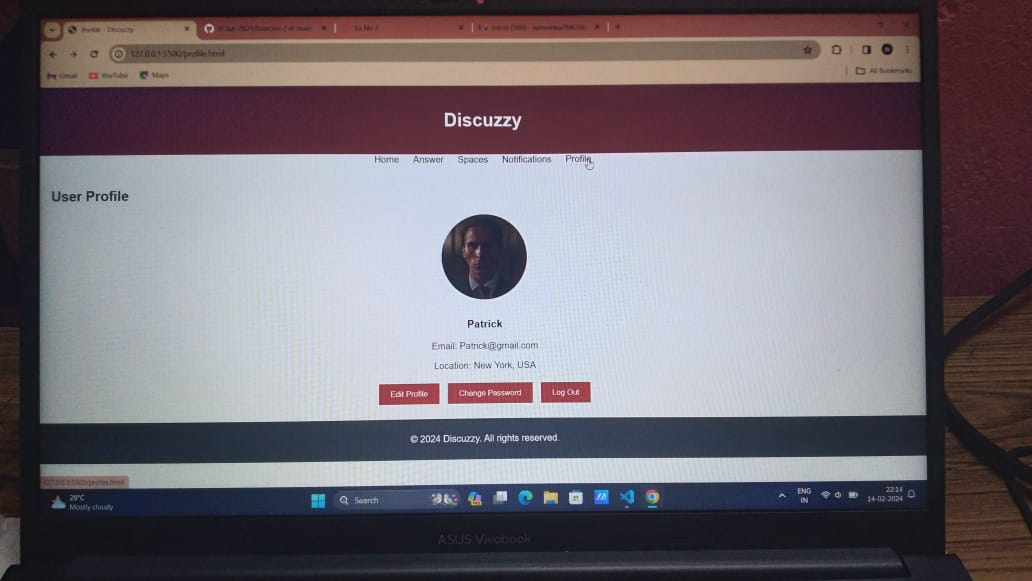 Profile - Discuzzy
127.0.0.1:5500/profile.html
Gmail YouTube Maps All Bookmarks
Discuzzy
Home Answer Spaces Notifications Profile
User Profile
Patrick
Email: Patrick@gmail.com
Location: New York, USA
Edit Profile Change Password Log Out
© 2024 Discuzzy. All rights reserved.
127.0.0.1:5500/profile.html
29°C
Mostly cloudy
Search
ENG
IN
22:14
14-02-2024
ASUS Vivobook